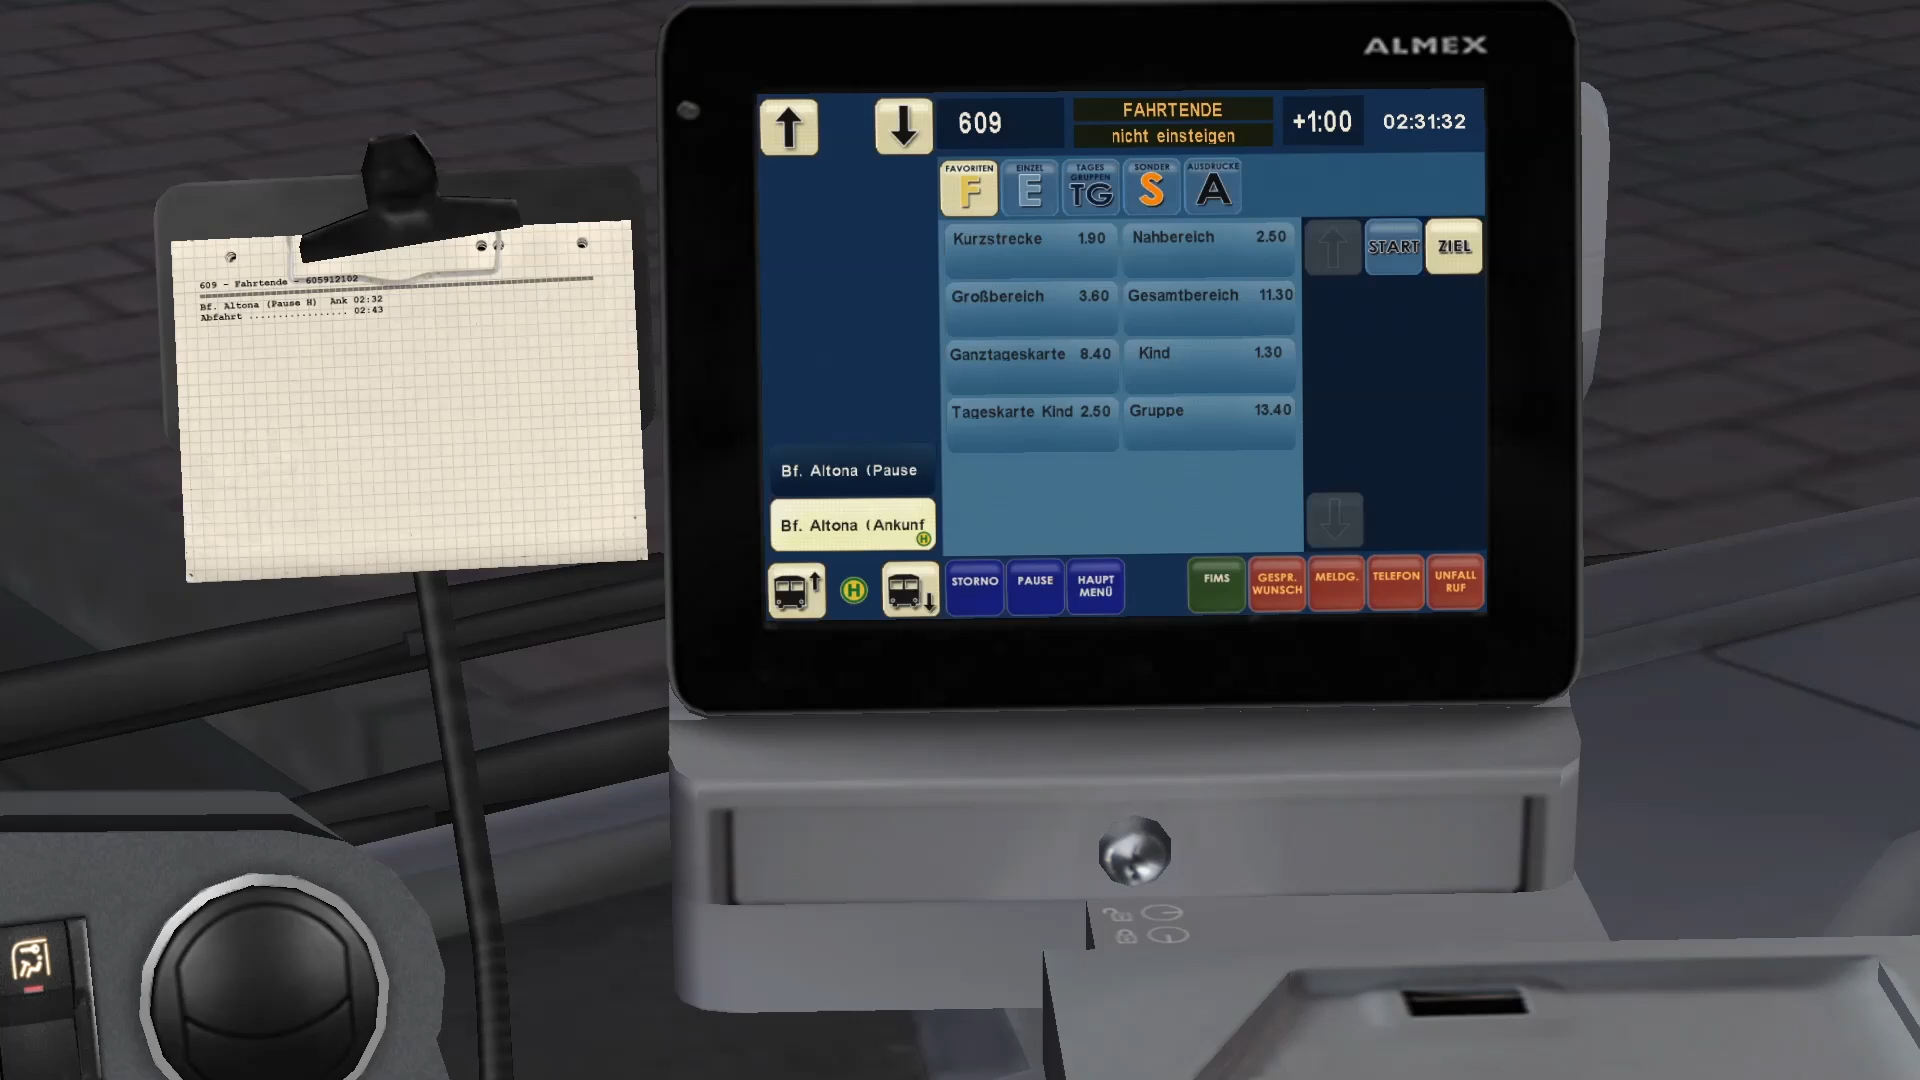 ALMEX
609
FAHRTENDE
nicht einsteigen
+1:00
02:31:32
FAVORITEN
F
EINZEL
E
TAGES
GRUPPEN
TG
SONDER
S
AUSDRUCKE
A
Kurzstrecke 1.90
Nahbereich 2.50
Großbereich 3.60
Gesamtbereich 11.30
Ganztageskarte 8.40
Kind 1.30
Tageskarte Kind 2.50
Gruppe 13.40
START
ZIEL
Bf. Altona (Pause
Bf. Altona (Ankunf
H
H
STORNO
PAUSE
HAUPT
MENÜ
FIMS
GESPR.
WUNSCH
MELDG.
TELEFON
UNFALL
RUF
609 - Fahrtende - 605912102
Bf. Altona (Pause H) Ank 02:32
Abfahrt ................. 02:43